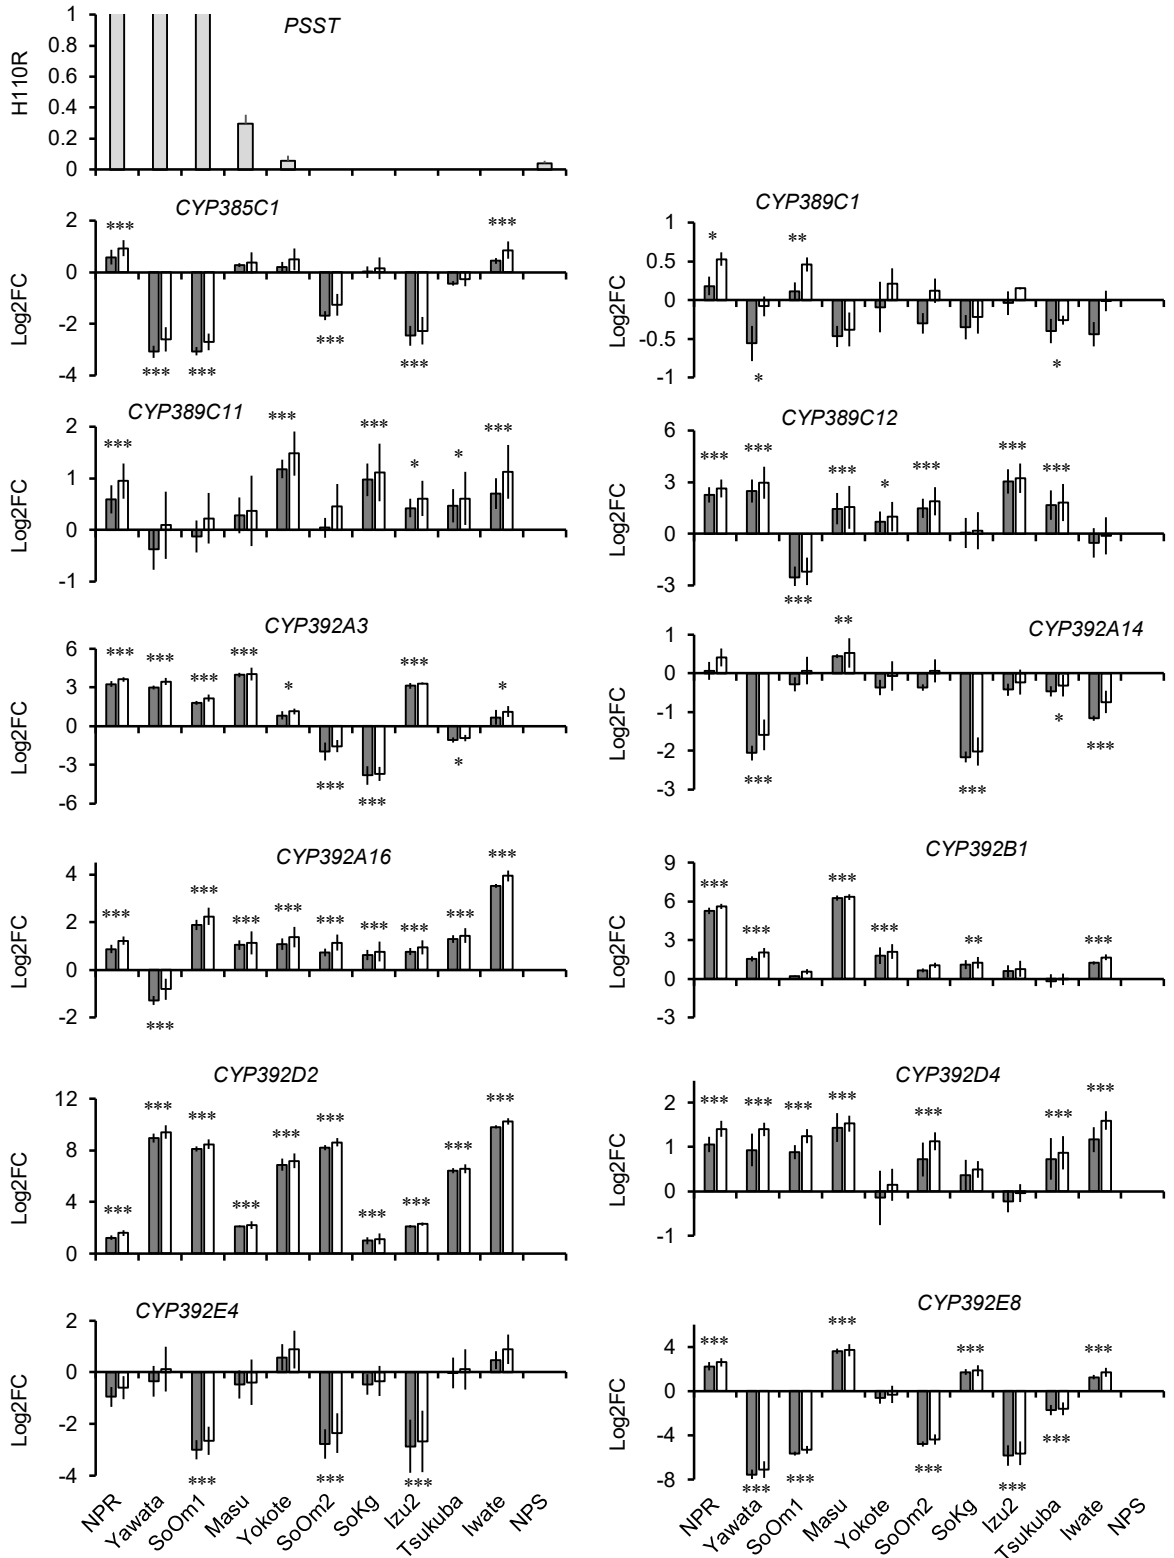 PSST
H110R
1
0.8
0.6
0.4
0.2
0
CYP385C1
Log2FC
2
0
-2
-4
***
***
***
***
***
***
CYP389C1
Log2FC
1
0.5
0
-0.5
-1
*
**
*
*
CYP389C11
Log2FC
2
1
0
-1
***
***
***
*
*
***
CYP389C12
Log2FC
6
3
0
-3
***
***
***
***
*
***
***
***
CYP392A3
Log2FC
6
3
0
-3
-6
***
***
***
***
*
***
***
***
*
*
CYP392A14
Log2FC
1
0
-1
-2
-3
***
**
***
*
***
CYP392A16
Log2FC
4
2
0
-2
***
***
***
***
***
***
***
***
***
***
CYP392B1
Log2FC
9
6
3
0
-3
***
***
***
***
**
***
CYP392D2
Log2FC
12
8
4
0
***
***
***
***
***
***
***
***
***
***
CYP392D4
Log2FC
2
1
0
-1
***
***
***
***
***
***
***
CYP392E4
Log2FC
2
0
-2
-4
***
***
***
NPR
Yawata
SoOm1
Masu
Yokote
SoOm2
SoKg
Izu2
Tsukuba
Iwate
NPS
CYP392E8
Log2FC
4
0
-4
-8
***
***
***
***
***
***
***
***
***
NPR
Yawata
SoOm1
Masu
Yokote
SoOm2
SoKg
Izu2
Tsukuba
Iwate
NPS